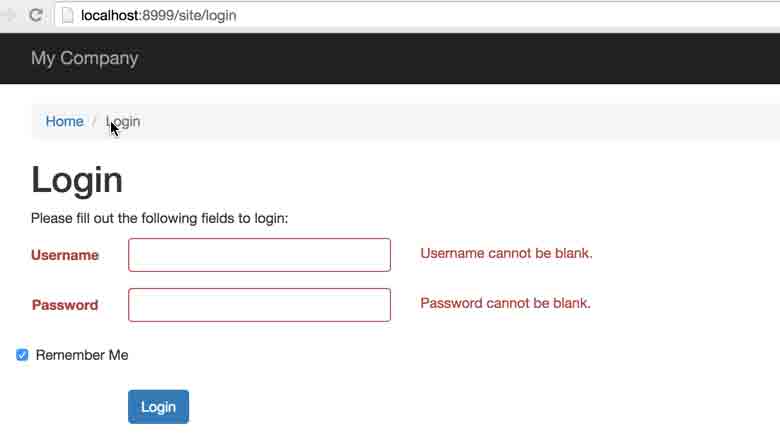 localhost:8999/site/login
My Company
Home / Login
Login
Please fill out the following fields to login:
Username Username cannot be blank.
Password Password cannot be blank.
Remember Me
Login